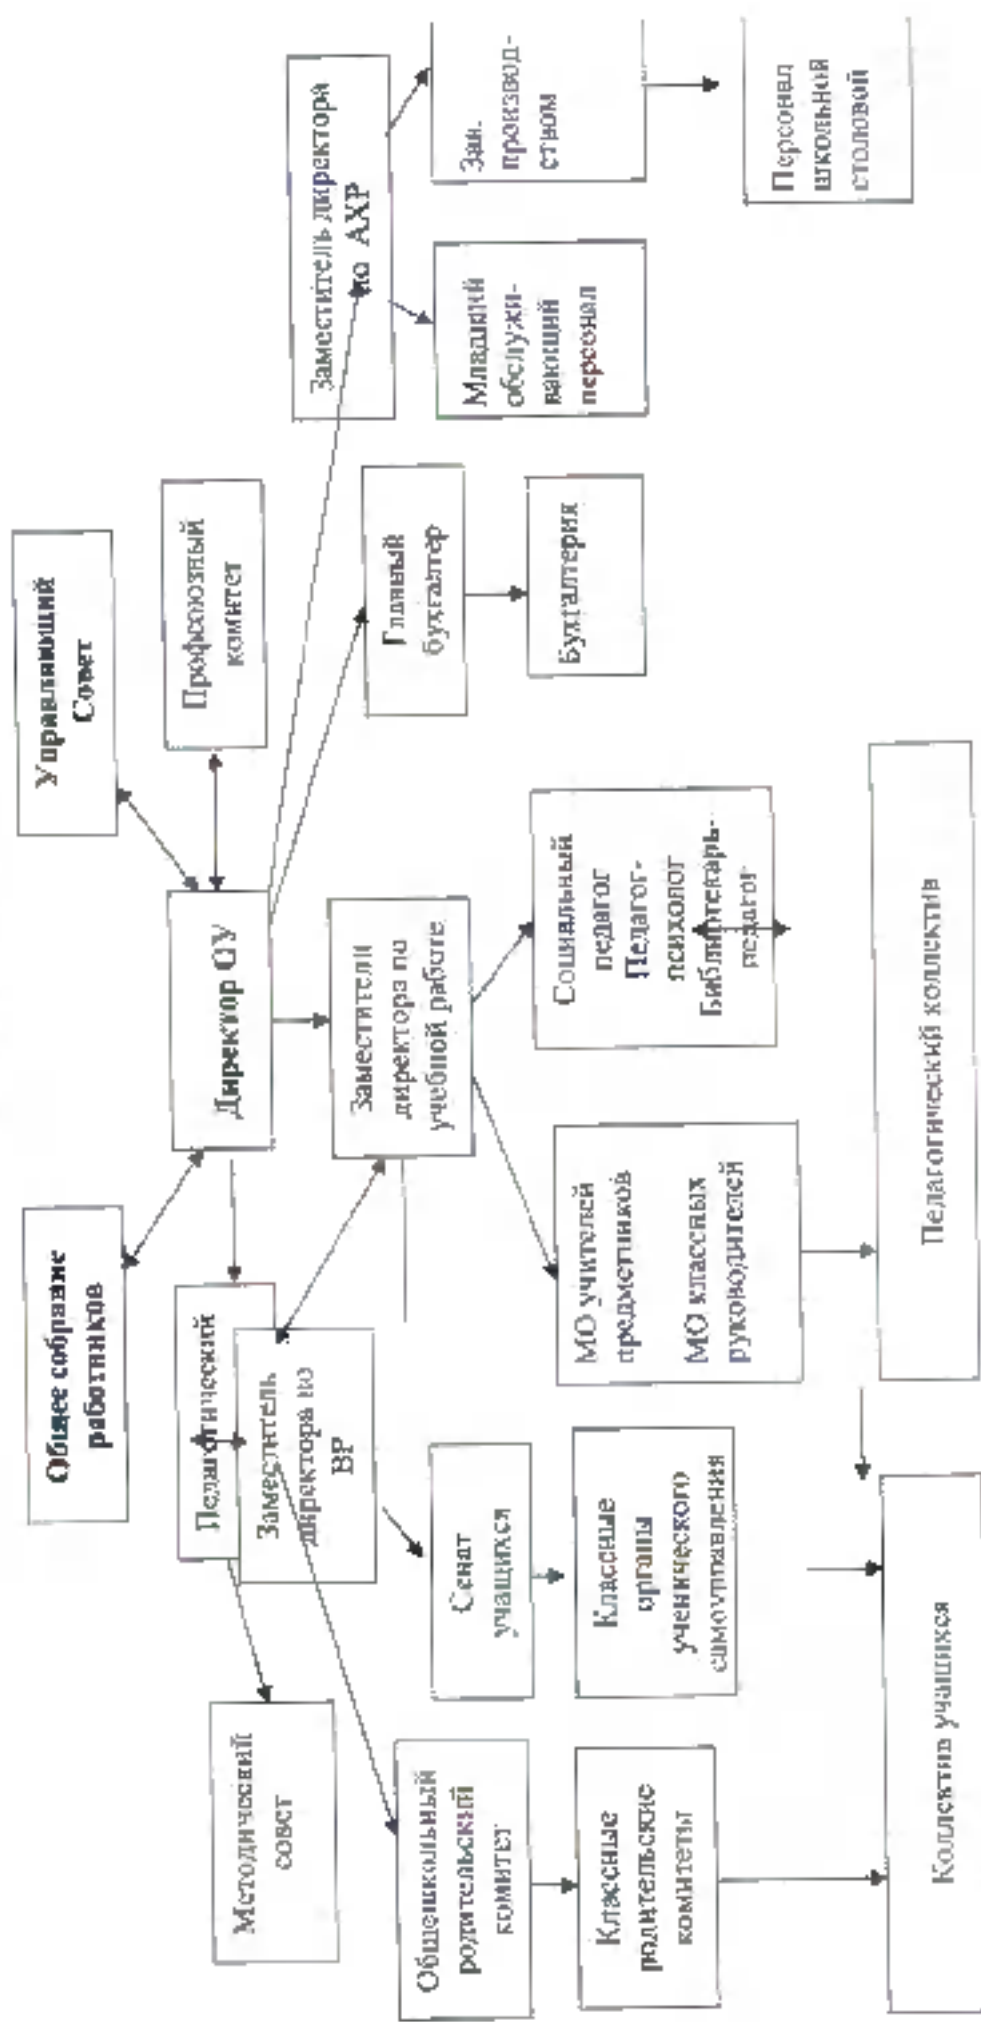 Управляющий
Совет
Общее собрание
работников
Директор ОУ
Профсоюзный
комитет
Педагогический
Методический
совет
Заместитель
директора по
ВР
Заместители
директора по
учебной работе
Главный
бухгалтер
Заместитель директора
по АХР
Общешкольный
родительский
комитет
Сенат
учащихся
МО учителей
предметников
МО классных
руководителей
Социальный
педагог
Педагог-
психолог
Библиотекарь-
педагог
Бухгалтерия
Младший
обслужи-
вающий
персонал
Зав.
производ-
ством
Классные
родительские
комитеты
Классные
органы
ученического
самоуправления
Персонал
школьной
столовой
Коллектив учащихся
Педагогический коллектив